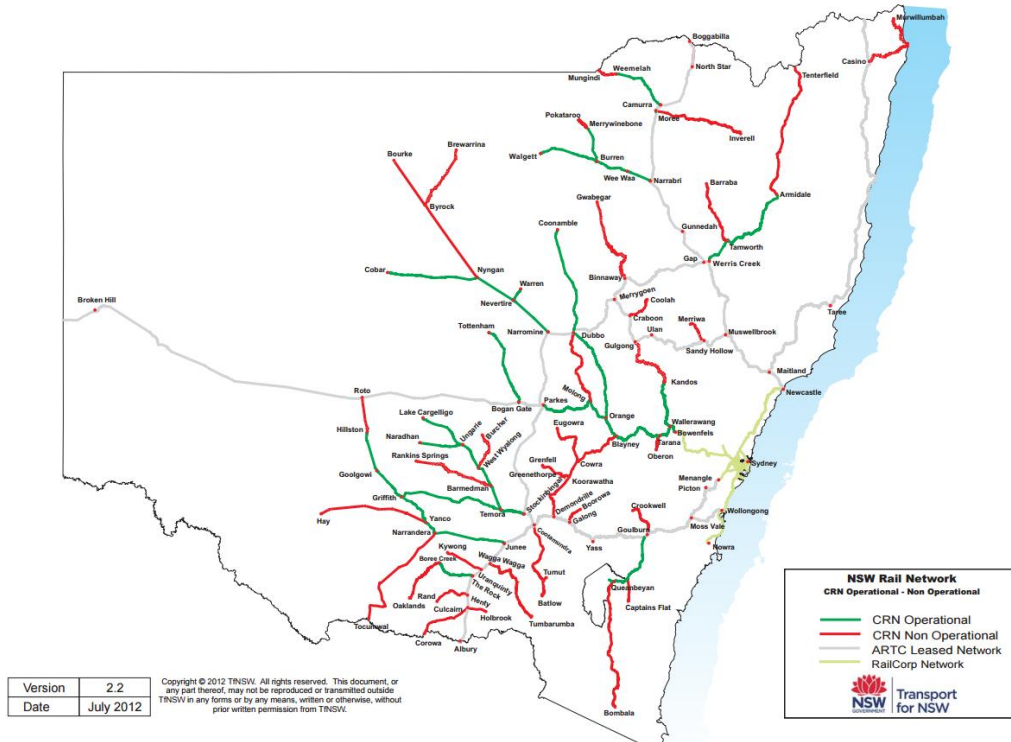 Murwillumbah
Boggabilla
Casino
North Star
Weemelah
Mungindi
Tenterfield
Camurra
Moree
Pokataroo
Merrywinebone
Inverell
Brewarrina
Bourke
Walgett
Burren
Wee Waa
Narrabri
Barraba
Armidale
Gwabegar
Byrock
Coonamble
Gunnedah
Tamworth
Gap
Werris Creek
Cobar
Nyngan
Binnaway
Warren
Merrygoen
Coolah
Broken Hill
Nevertire
Craboon
Taree
Tottenham
Narromine
Dubbo
Ulan
Merriwa
Muswellbrook
Gulgong
Sandy Hollow
Maitland
Kandos
Newcastle
Roto
Molong
Bogan Gate
Parkes
Lake Cargelligo
Orange
Hillston
Ungarie
Burcher
Eugowra
Wallerawang
Bowenfels
Naradhan
West Wyalong
Blayney
Tarana
Oberon
Rankins Springs
Grenfell
Cowra
Sydney
Goolgowi
Greenethorpe
Koorawatha
Menangle
Barmedman
Stockinbingal
Picton
Griffith
Demondrille
Boorowa
Crookwell
Wollongong
Hay
Temora
Galong
Yanco
Goulburn
Moss Vale
Narrandera
Cootamundra
Yass
Nowra
Kywong
Junee
Wagga Wagga
Boree Creek
Uranquinty
Tumut
The Rock
Queanbeyan
Rand
Henty
Batlow
Captains Flat
Oaklands
Culcairn
Holbrook
Tumbarumba
Tocumwal
Corowa
Albury
Bombala
NSW Rail Network
CRN Operational - Non Operational
CRN Operational
CRN Non Operational
ARTC Leased Network
RailCorp Network
NSW
GOVERNMENT
Transport
for NSW
Version 2.2
Date July 2012
Copyright © 2012 TfNSW. All rights reserved. This document, or
any part thereof, may not be reproduced or transmitted outside
TfNSW in any forms or by any means, written or otherwise, without
prior written permission from TfNSW.